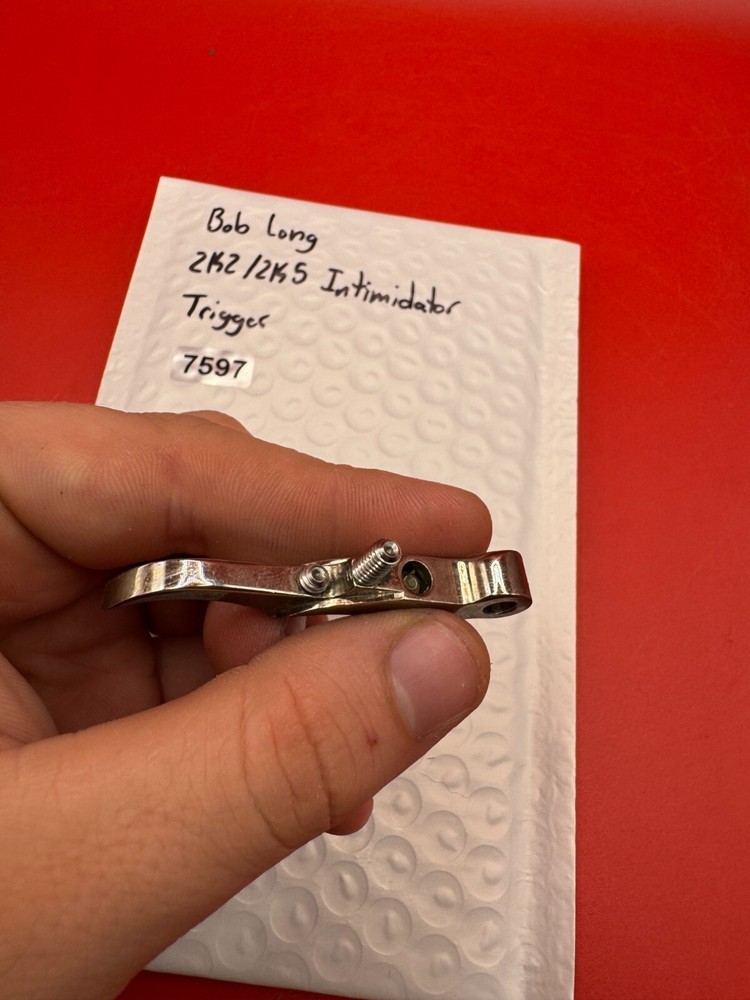 Bob Long
2K2/2K5 Intimidator
Trigger
7597